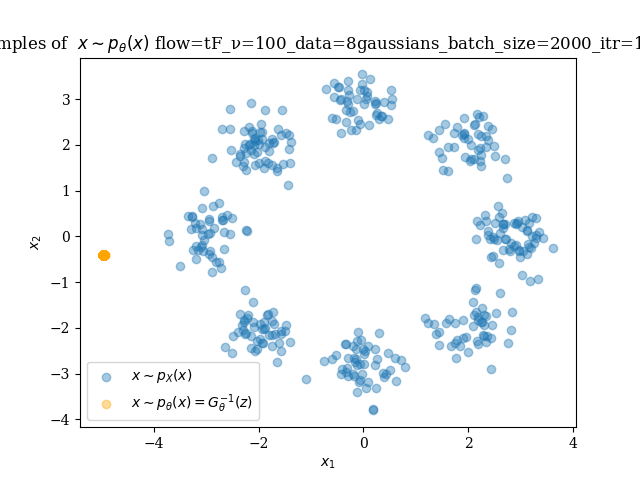 mples of x ~ pθ(x) flow=tF_ν=100_data=8gaussians_batch_size=2000_itr=1
3
2
1
0
−1
−2
−3
−4
x₂
x ~ pX(x)
x ~ pθ(x) = Gθ⁻¹(z)
−4 −2 0 2 4
x₁